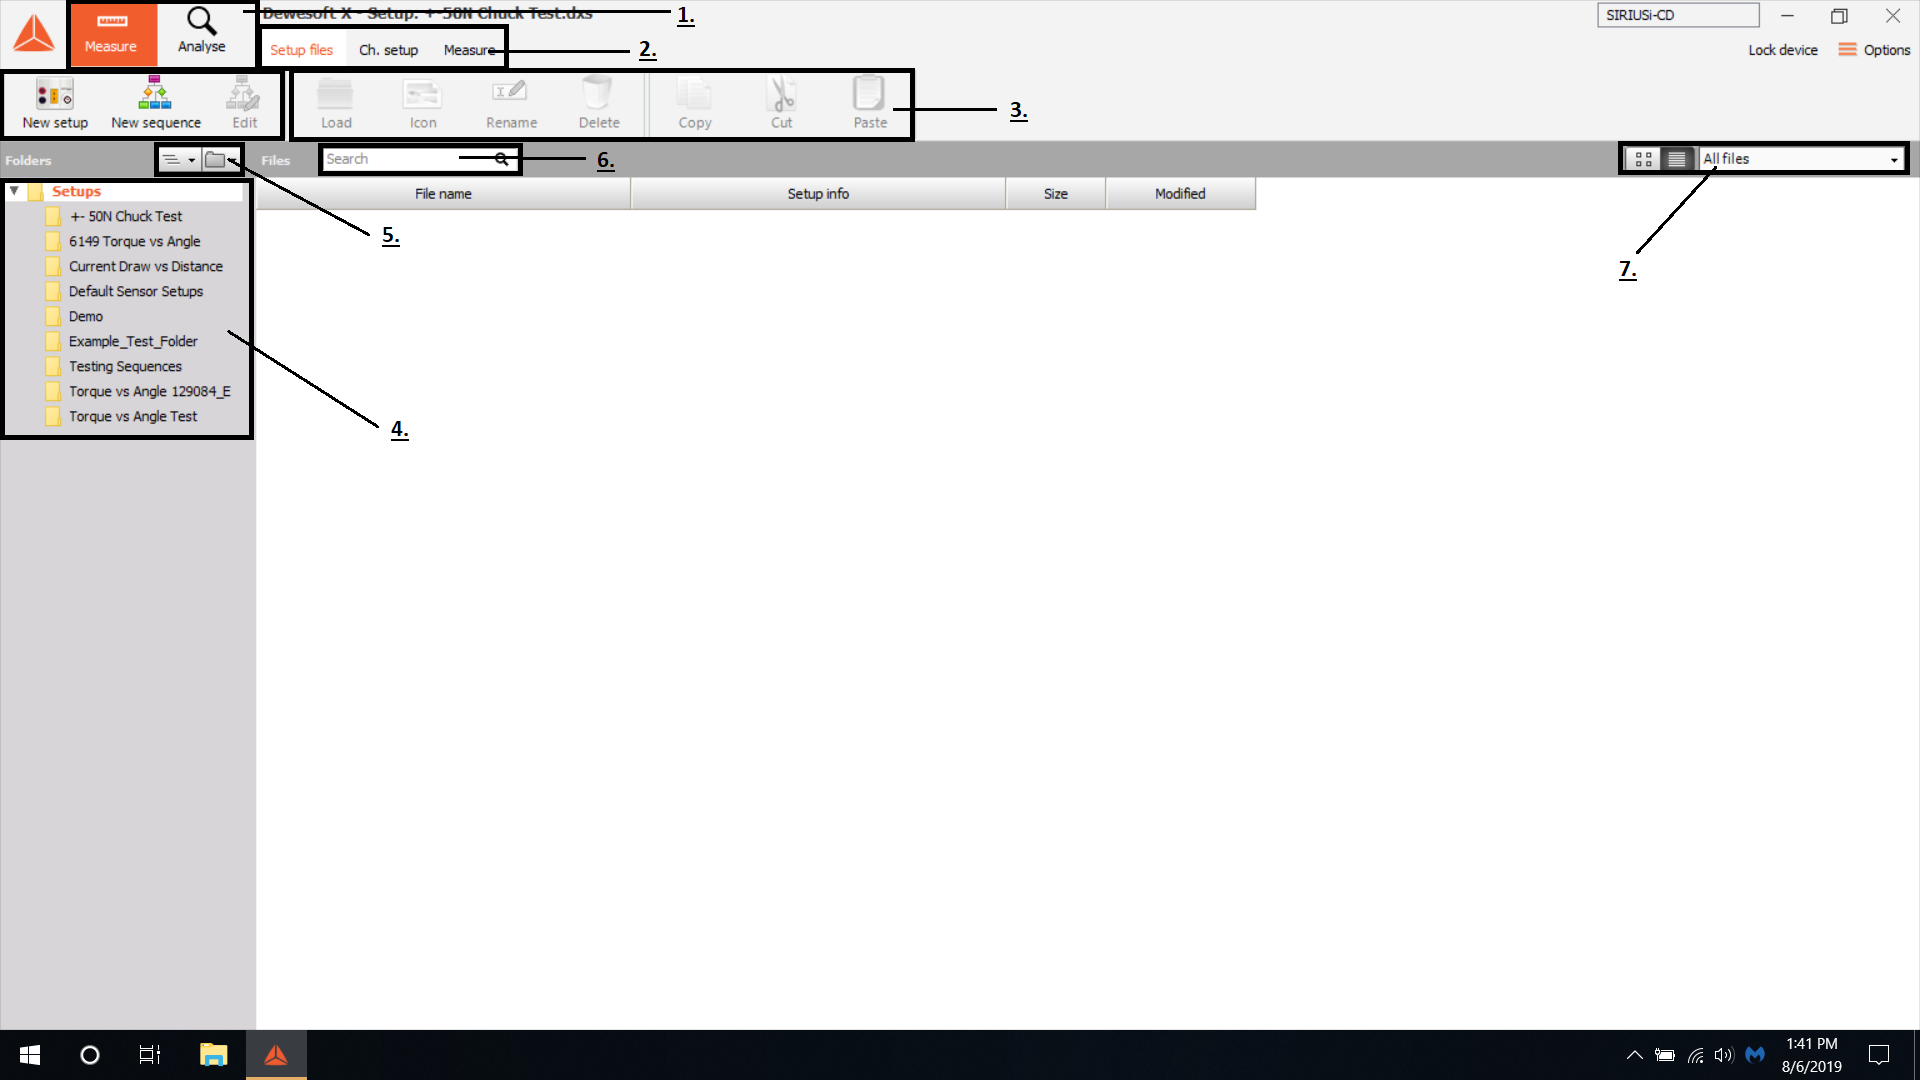 Dewesoft X - Setup: +-50N Chuck Test.dxs
1.
SIRIUSi-CD
Measure
Analyse
Setup files
Ch. setup
Measure
2.
Lock device
Options
New setup
New sequence
Edit
Load
Icon
Rename
Delete
Copy
Cut
Paste
3.
Folders
Files
Search
6.
All files
Setups
File name
Setup info
Size
Modified
+- 50N Chuck Test
6149 Torque vs Angle
5.
Current Draw vs Distance
7.
Default Sensor Setups
Demo
Example_Test_Folder
Testing Sequences
Torque vs Angle 129084_E
Torque vs Angle Test
4.
1:41 PM
8/6/2019